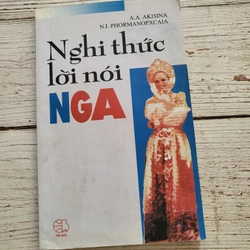 A.A. AKISINA
N.I. PHORMANOPXCAIA
Nghi thức
lời nói
NGA